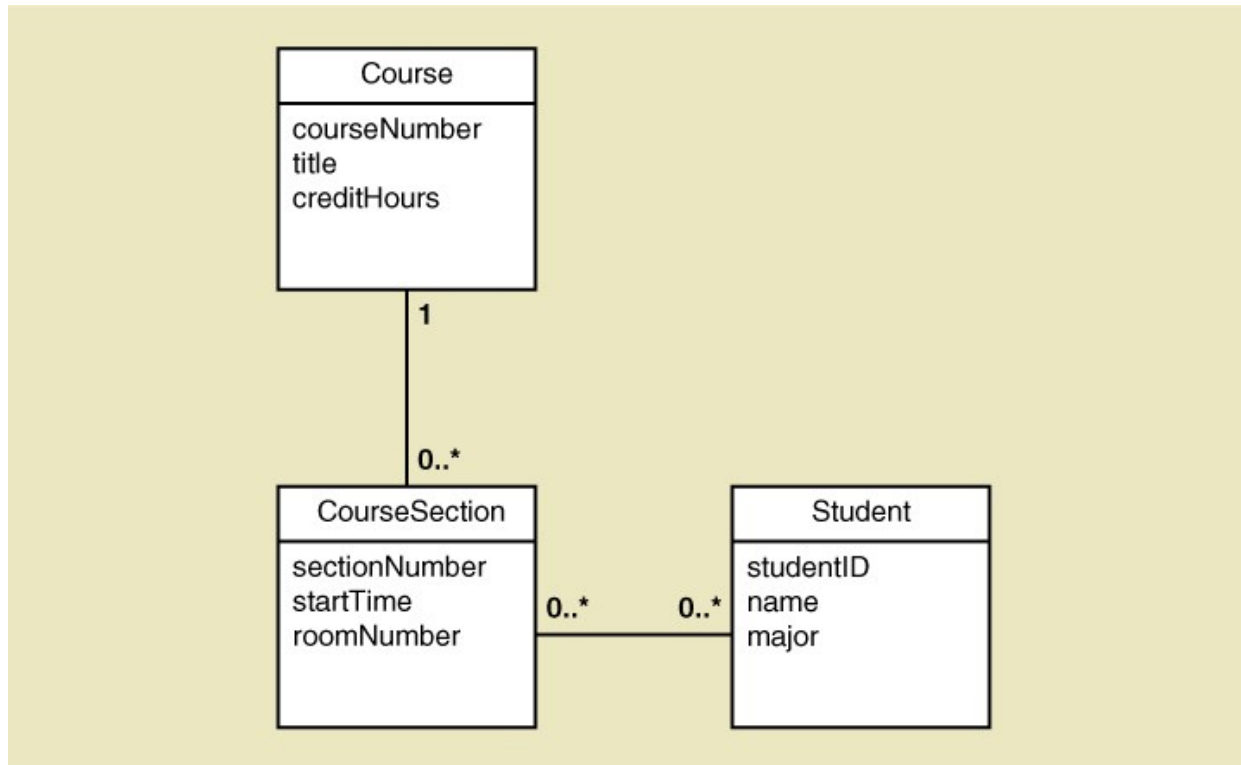 Course
courseNumber
title
creditHours
1
0..*
CourseSection
sectionNumber
startTime
roomNumber
0..*
0..*
Student
studentID
name
major